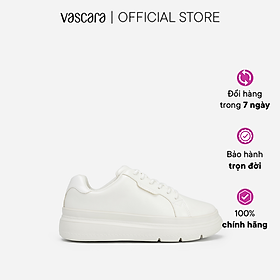 vascara | OFFICIAL STORE
Đổi hàng
trong 7 ngày
Bảo hành
trọn đời
100%
chính hãng